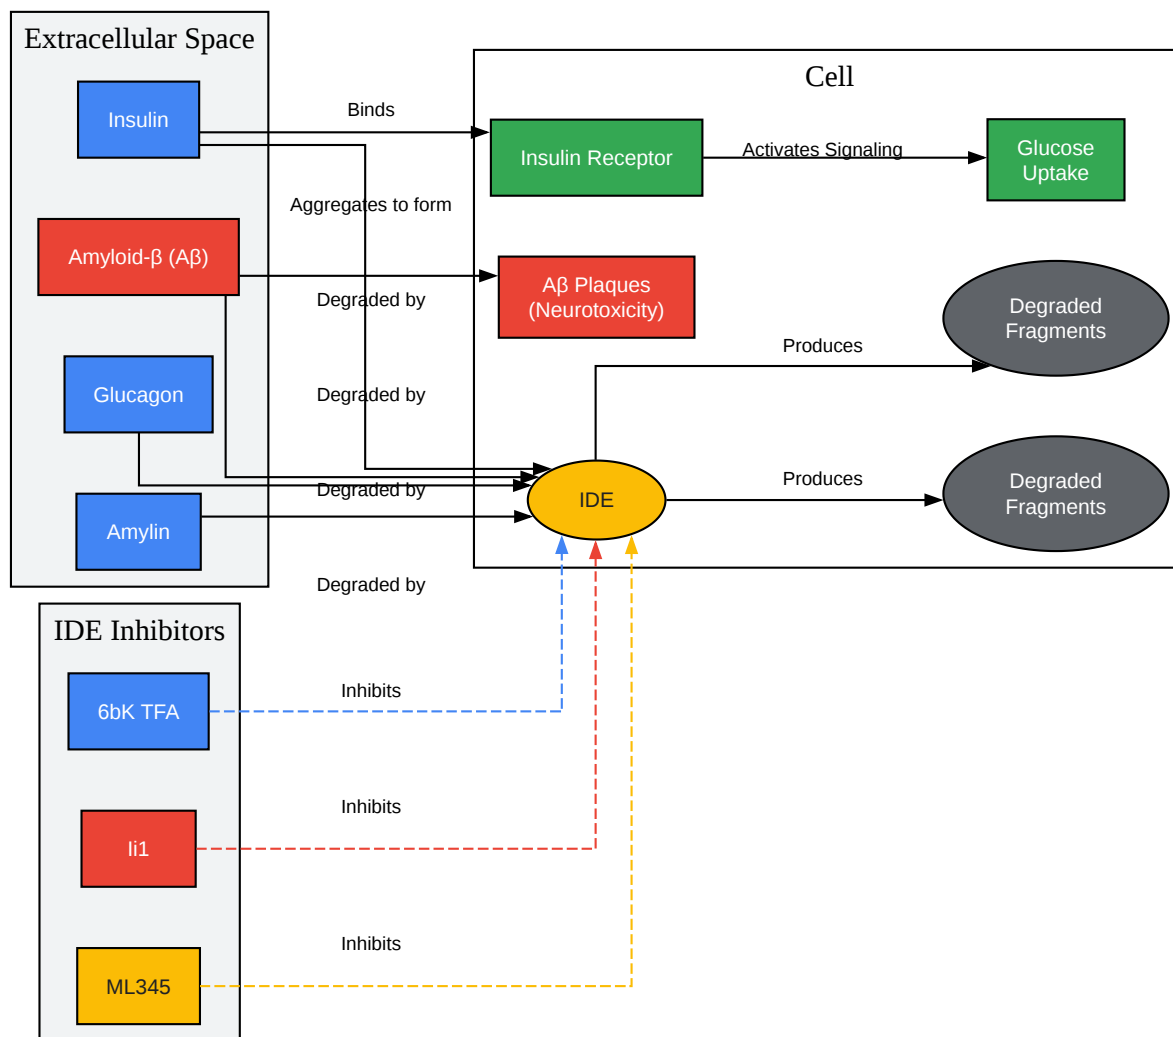 Extracellular Space
Insulin
Amyloid-β (Aβ)
Glucagon
Amylin
Binds
Aggregates to form
Degraded by
Degraded by
Degraded by
Degraded by
Cell
Insulin Receptor
Activates Signaling
Glucose
Uptake
Aβ Plaques
(Neurotoxicity)
Produces
Degraded
Fragments
IDE
Produces
Degraded
Fragments
IDE Inhibitors
6bK TFA
Inhibits
Ii1
Inhibits
ML345
Inhibits